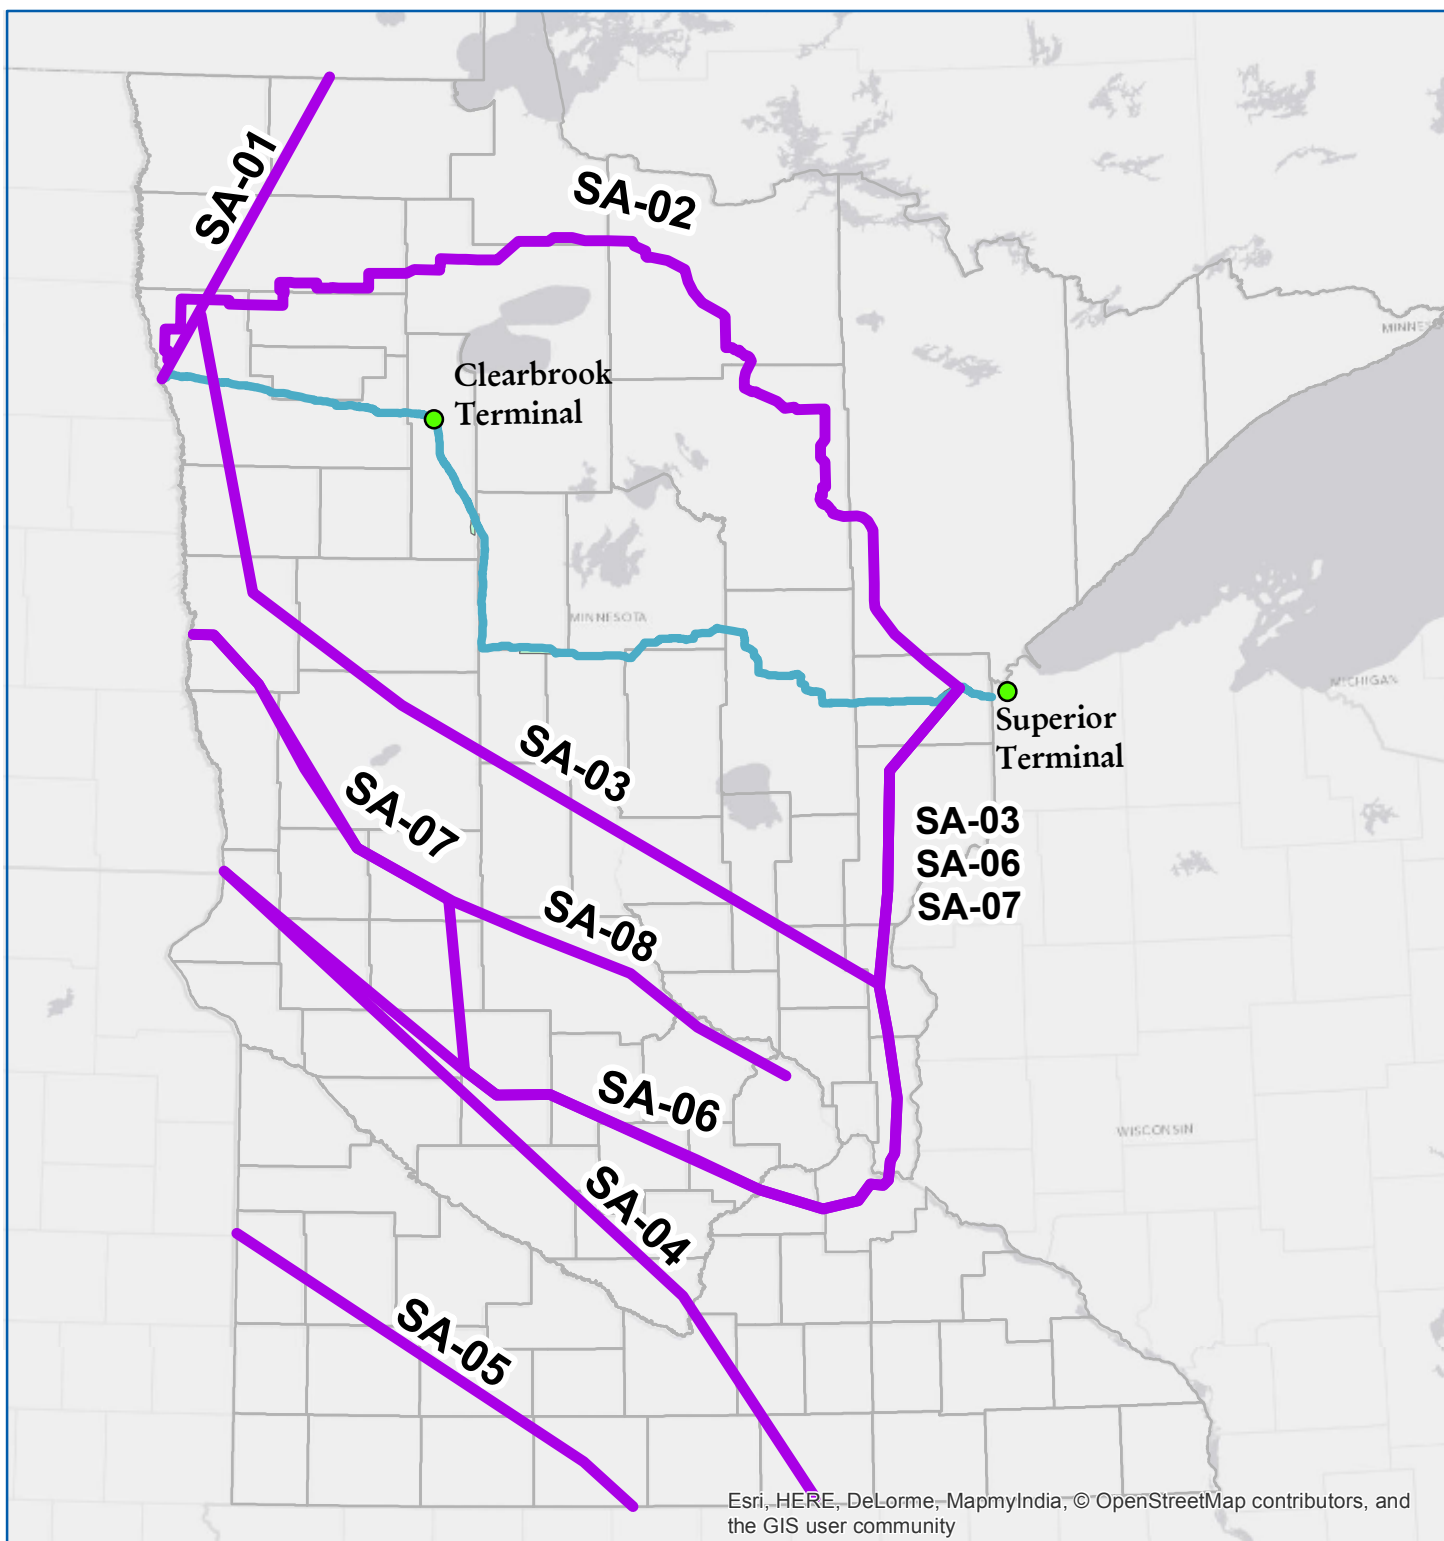 SA-01
SA-02
MINNESO
Clearbrook
Terminal
MINNESOTA
MICHIGAN
Superior
Terminal
SA-03
SA-07
SA-03
SA-06
SA-07
SA-08
SA-06
WISCONSIN
SA-04
SA-05
Esri, HERE, DeLorme, MapmyIndia, © OpenStreetMap contributors, and
the GIS user community